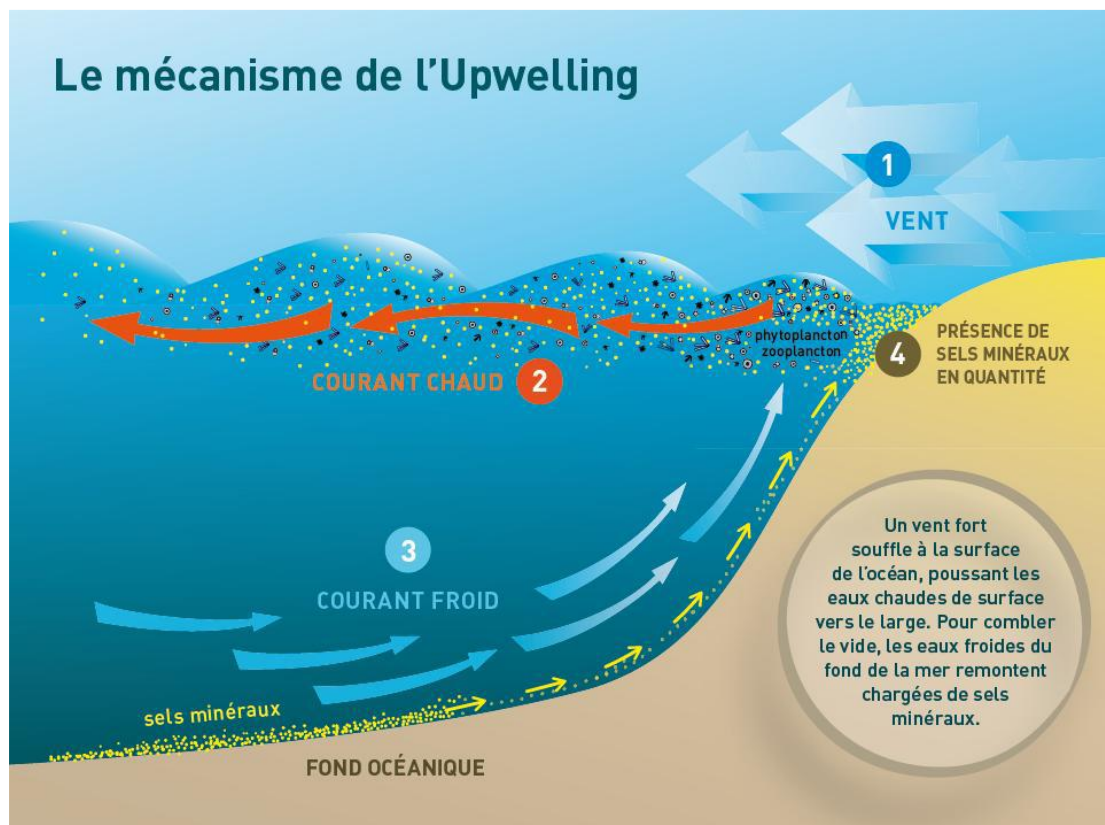 Le mécanisme de l'Upwelling
1
VENT
phytoplancton
zooplancton
4
PRÉSENCE DE
SELS MINÉRAUX
EN QUANTITÉ
COURANT CHAUD 2
3
COURANT FROID
Un vent fort
souffle à la surface
de l'océan, poussant les
eaux chaudes de surface
vers le large. Pour combler
le vide, les eaux froides du
fond de la mer remontent
chargées de sels
minéraux.
sels minéraux
FOND OCÉANIQUE